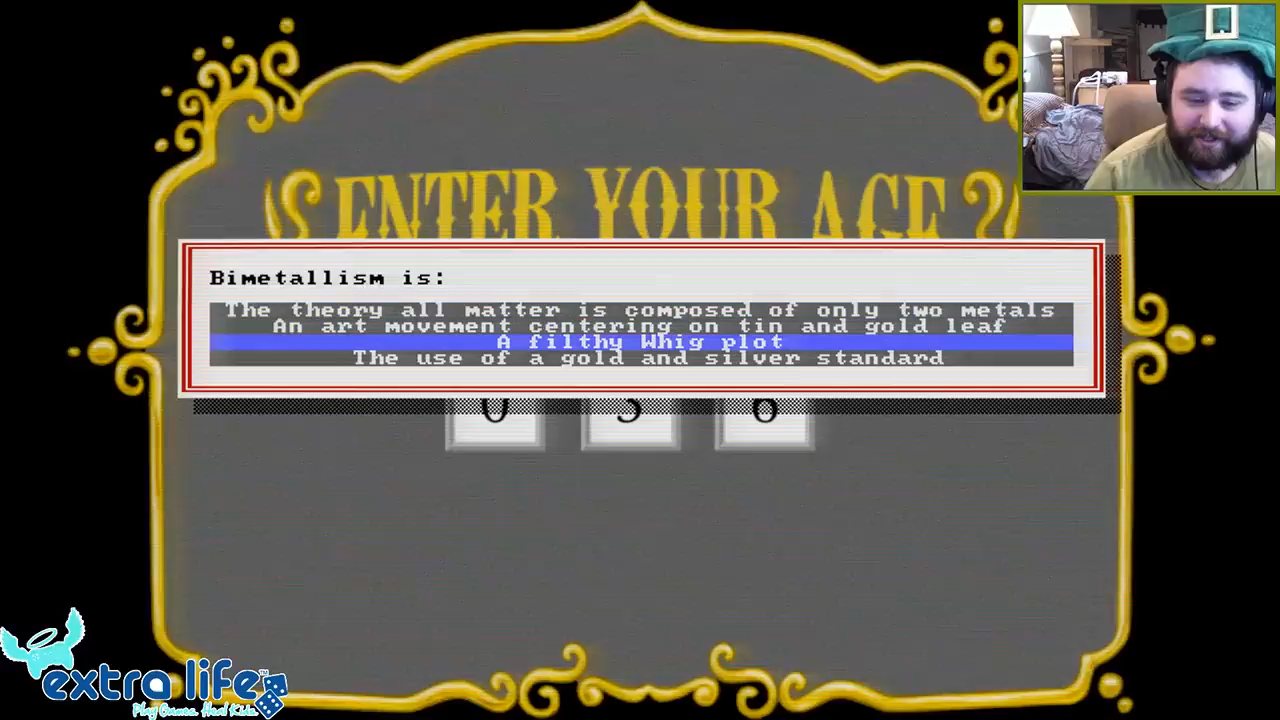 ENTER YOUR AGE
Bimetallism is:
The theory all matter is composed of only two metals
An art movement centering on tin and gold leaf
A filthy Whig plot
The use of a gold and silver standard
0 3 6
extra life
Play Games. Heal Kids.